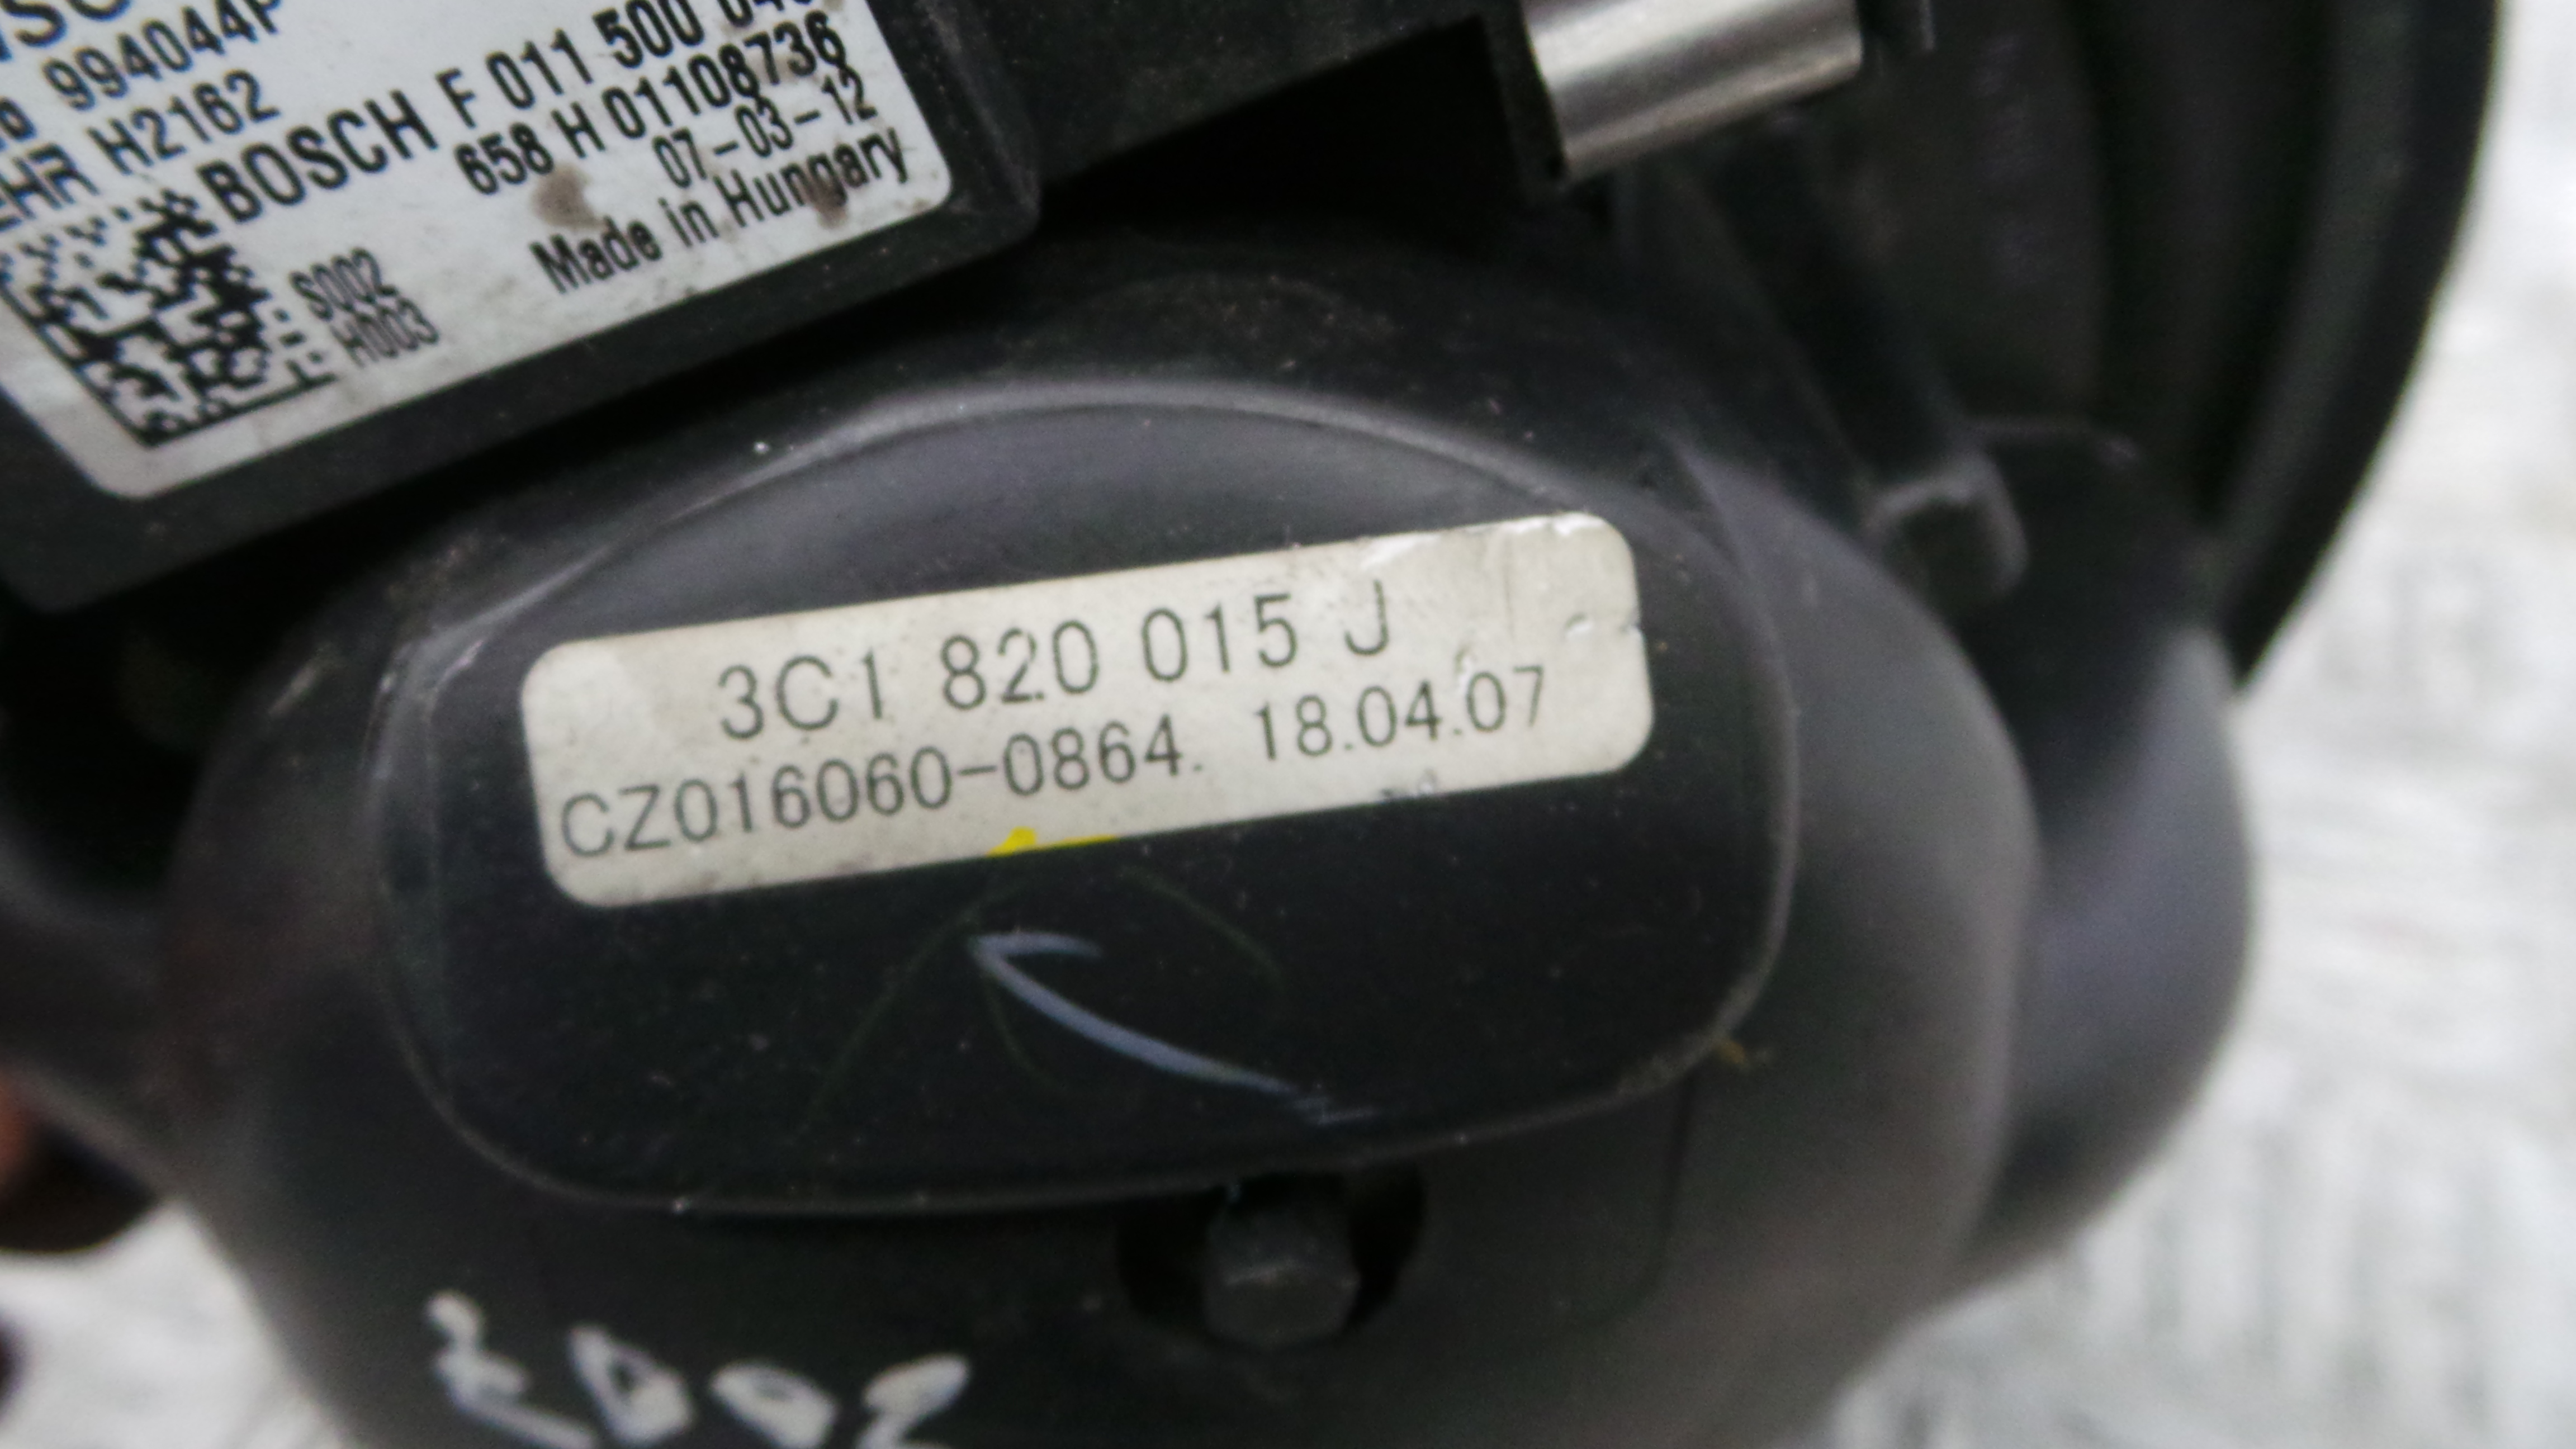 994044P
H2162
BOSCH F 011 500
658 H 01108736
07-03-12
Made in Hungary
S002
H003
3C1 820 015 J
CZ016060-0864. 18.04.07